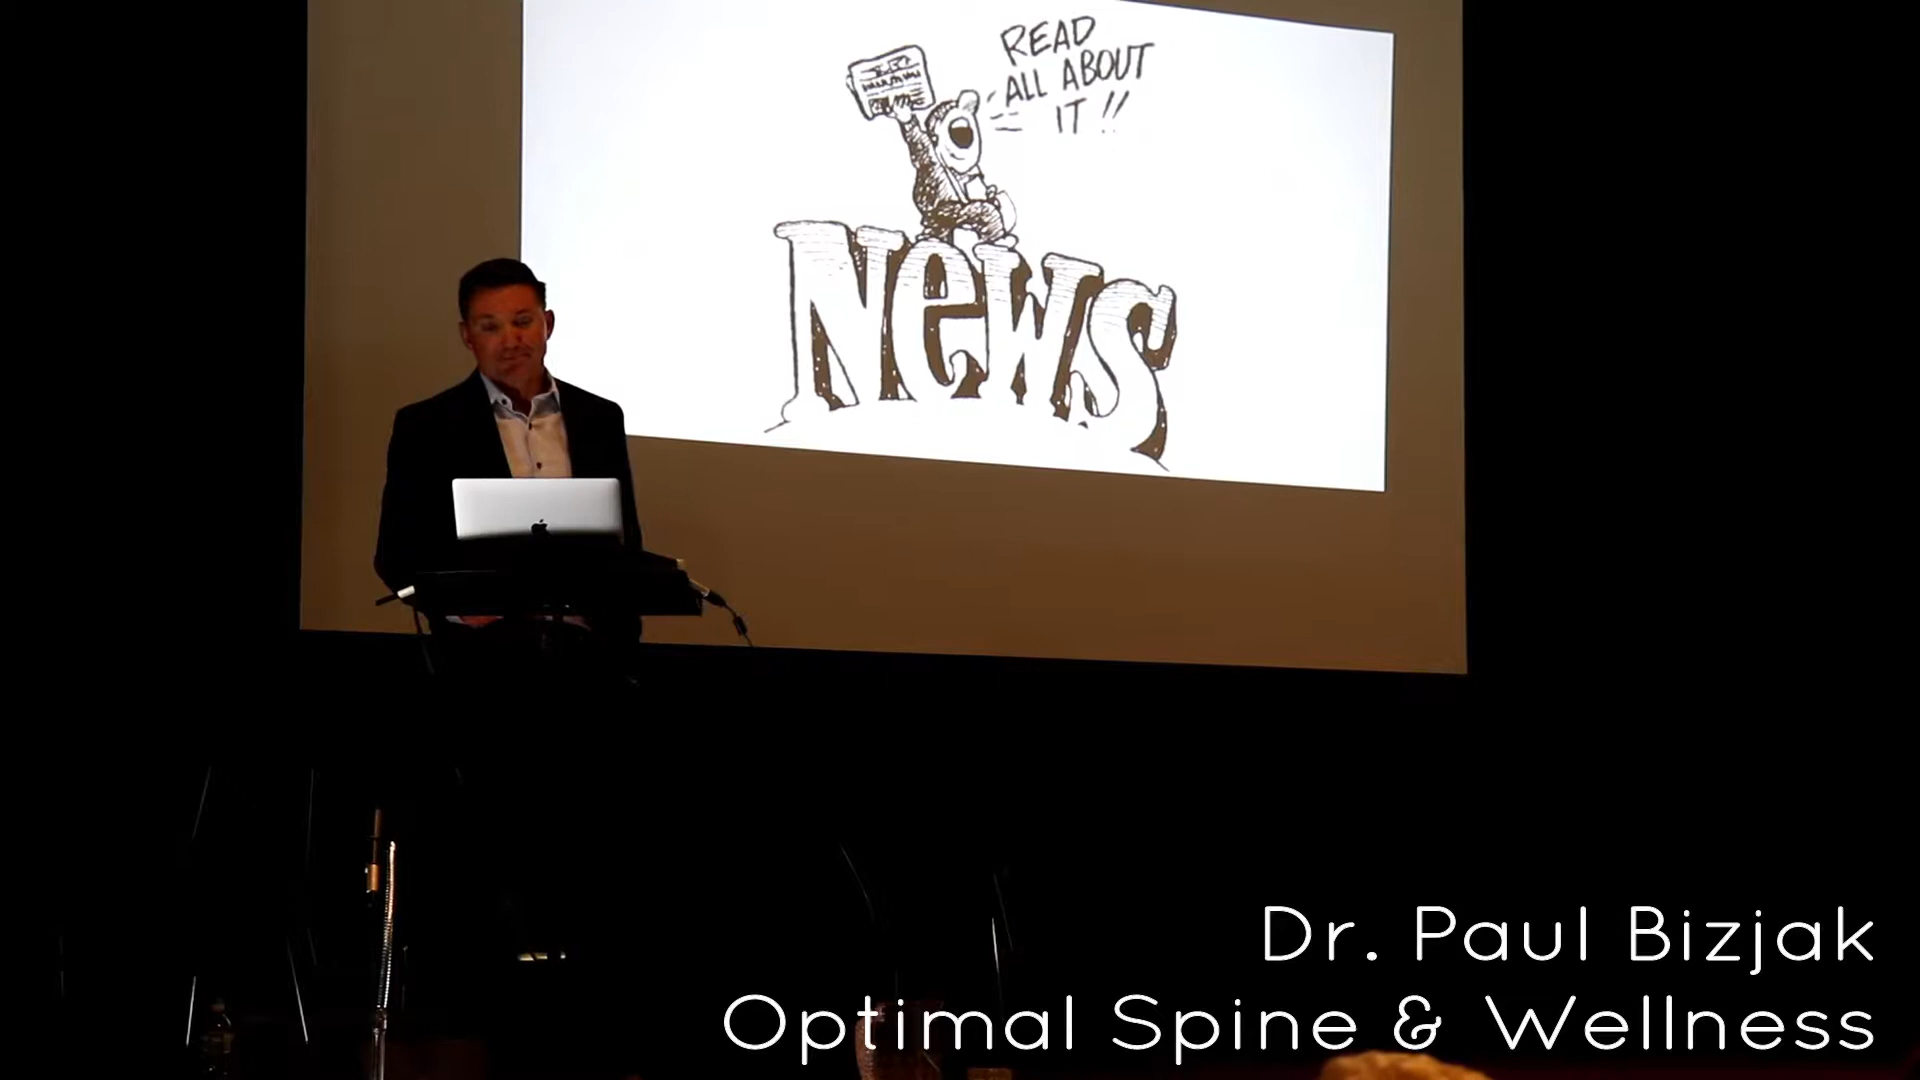 READ
ALL ABOUT
IT !!
News
Dr. Paul Bizjak
Optimal Spine & Wellness